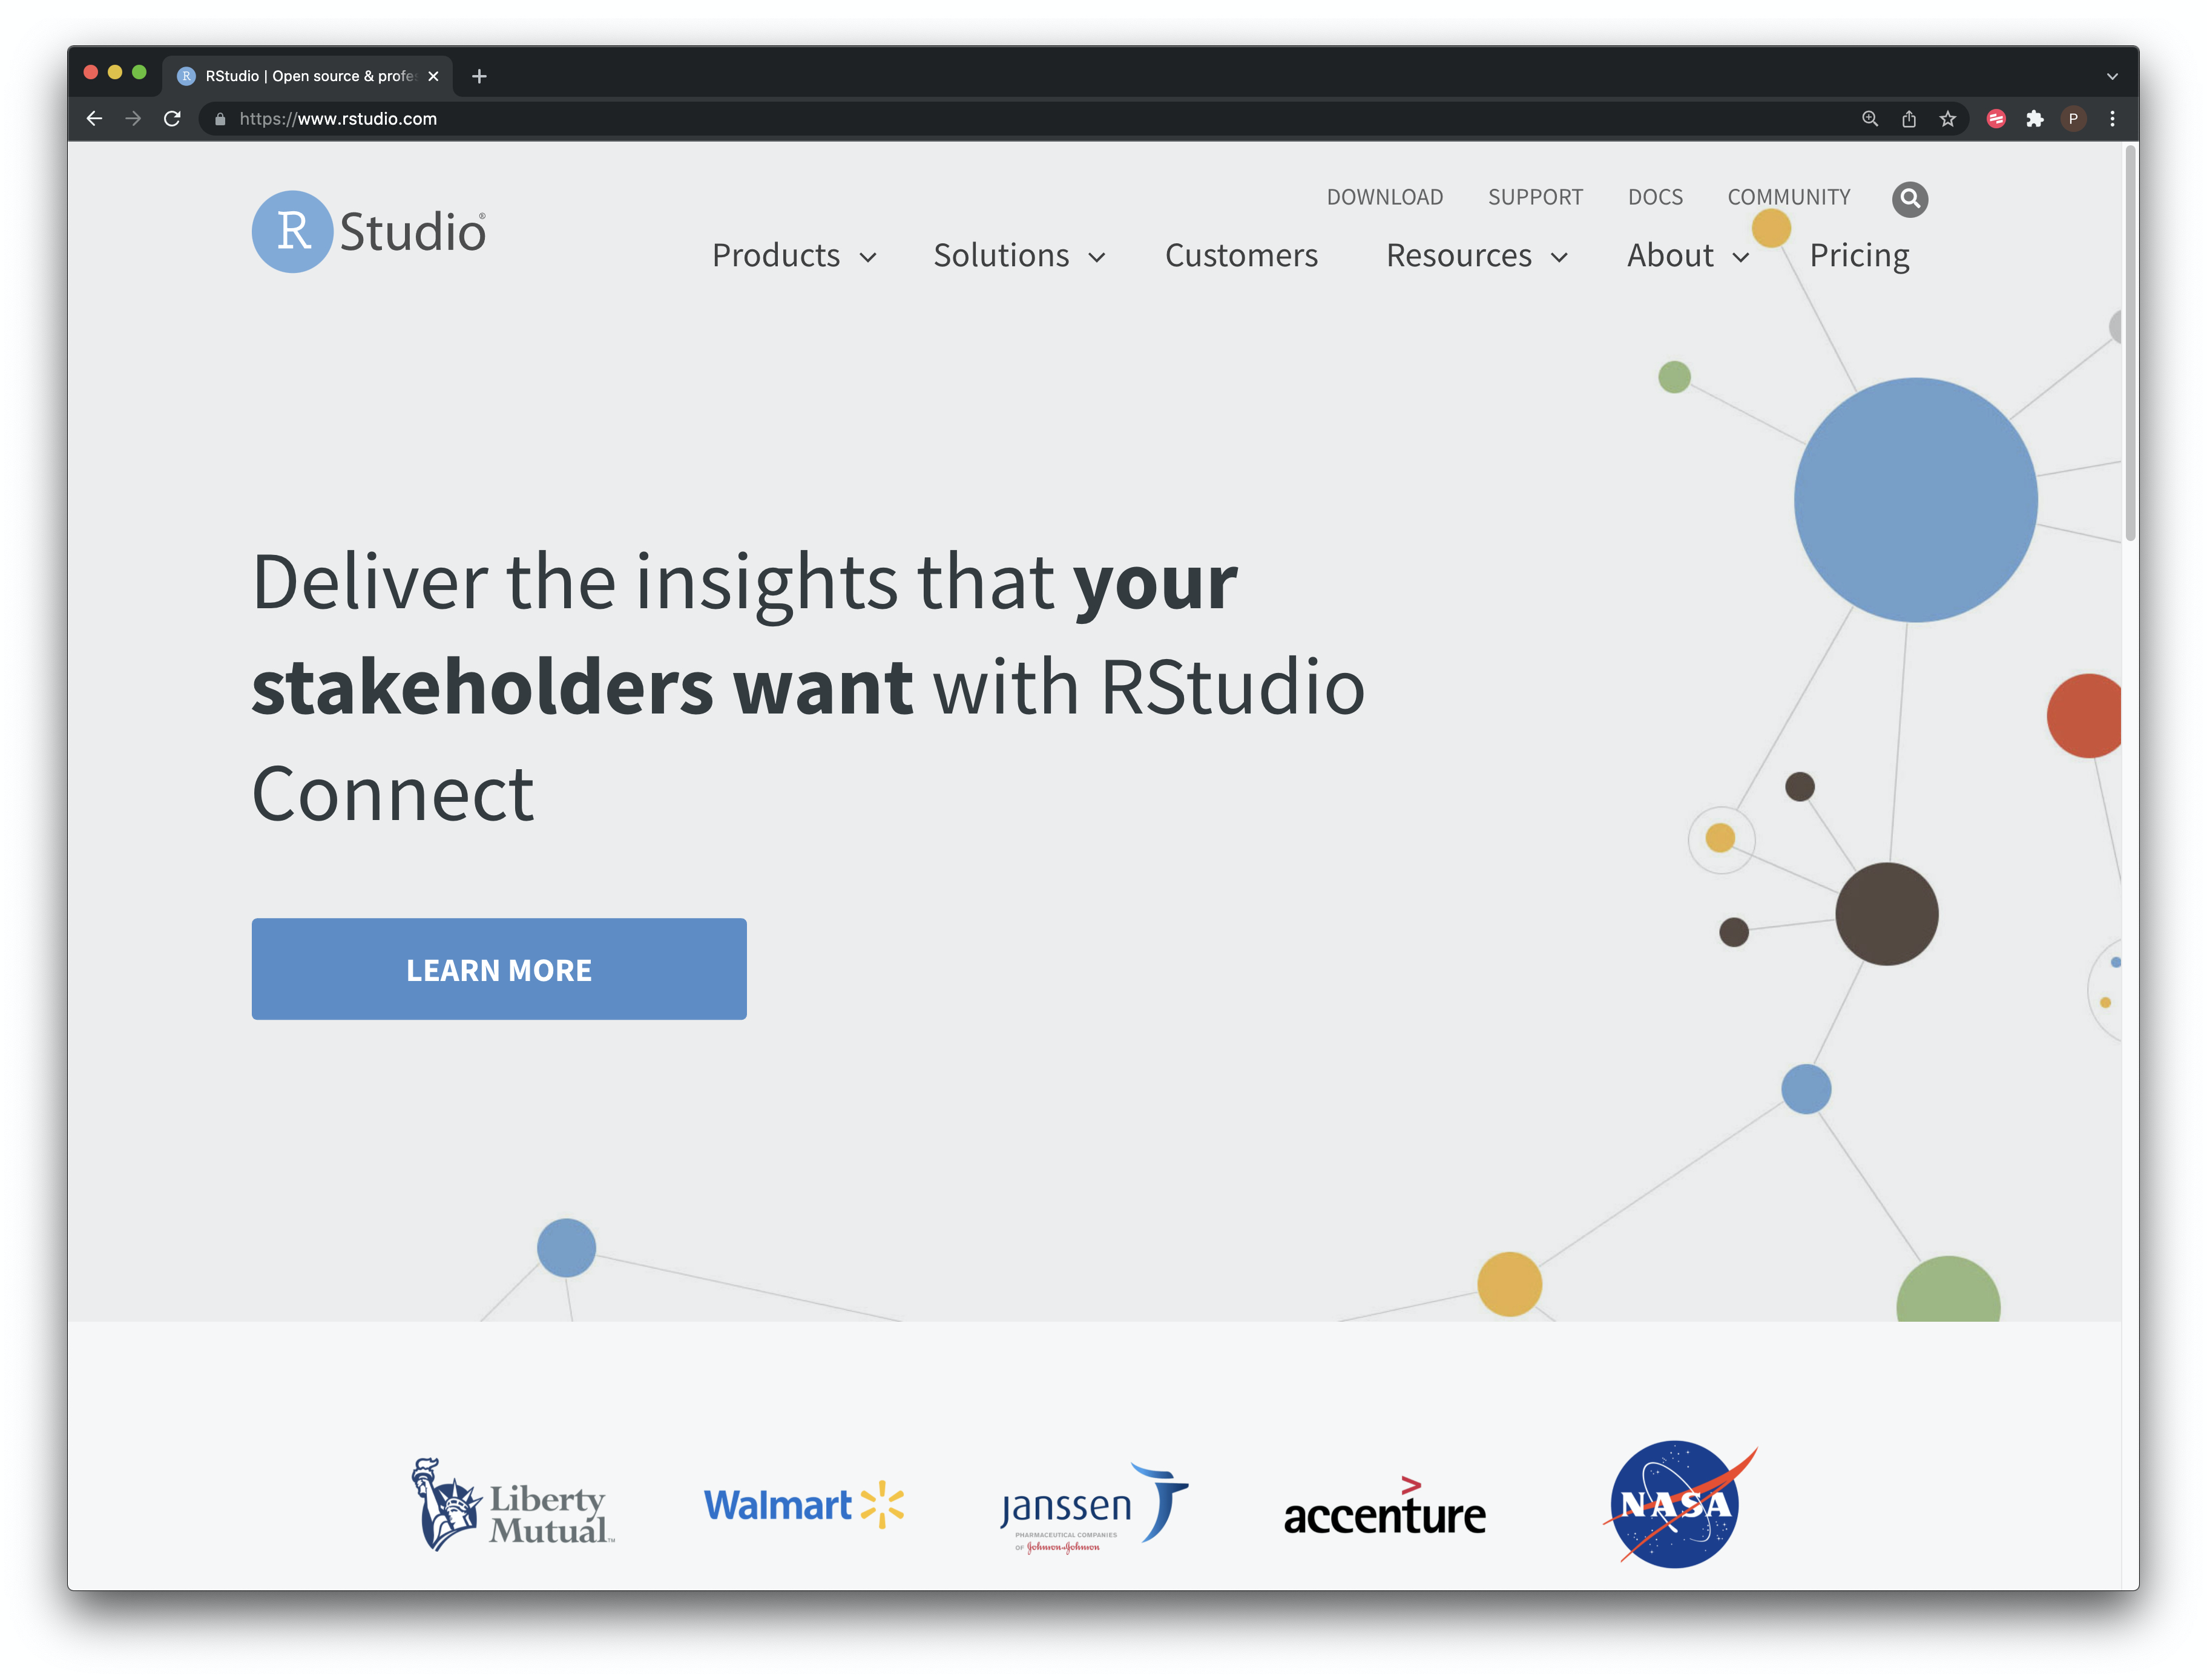 R RStudio | Open source & profes
https://www.rstudio.com
P
DOWNLOAD SUPPORT DOCS COMMUNITY
R Studio®
Products Solutions Customers Resources About Pricing
Deliver the insights that your
stakeholders want with RStudio
Connect
LEARN MORE
Liberty
Mutual™
Walmart
janssen
PHARMACEUTICAL COMPANIES
OF Johnson & Johnson
>
accenture
NASA